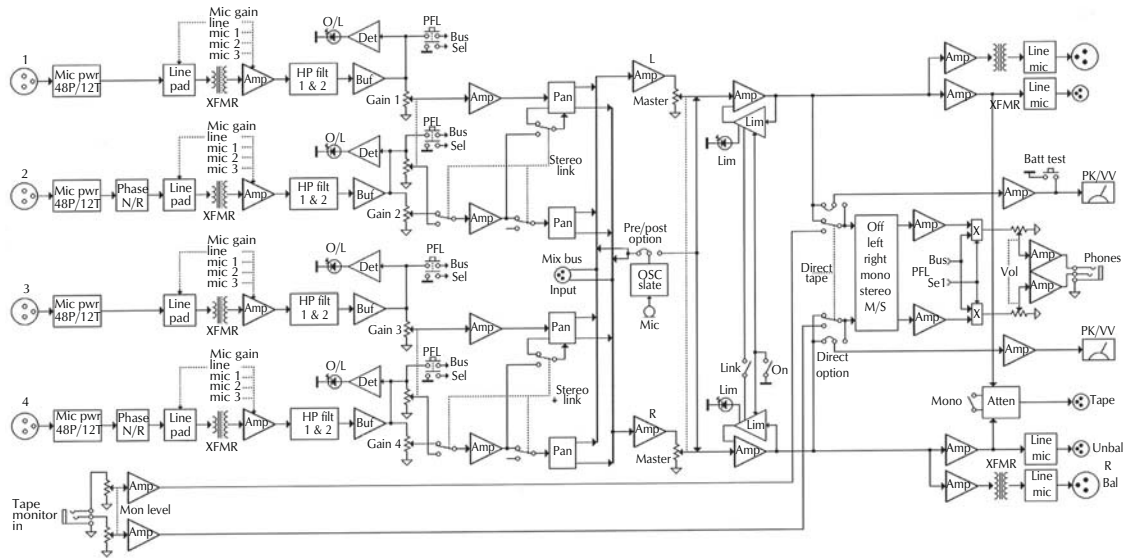 Mic gain
line
mic 1
mic 2
mic 3
O/L
Det
PFL
Bus
Sel
1
Mic pwr
48P/12T
Line
pad
XFMR
Amp
HP filt
1 & 2
Buf
Gain 1
Amp
Pan
L
Amp
Master
Amp
Lim
Lim
Amp
Amp
XFMR
Line
mic
Line
mic
Mic gain
line
mic 1
mic 2
mic 3
O/L
Det
PFL
Bus
Sel
2
Mic pwr
48P/12T
Phase
N/R
Line
pad
XFMR
Amp
HP filt
1 & 2
Buf
Gain 2
Amp
Stereo
link
Pan
Batt test
Amp
PK/VV
Pre/post
option
Mix bus
Input
OSC
slate
Mic
Direct
tape
Off
left
right
mono
stereo
M/S
Amp
Amp
X
X
Bus
PFL
Se1
Vol
Amp
Amp
Phones
Mic gain
line
mic 1
mic 2
mic 3
O/L
Det
PFL
Bus
Sel
3
Mic pwr
48P/12T
Line
pad
XFMR
Amp
HP filt
1 & 2
Buf
Gain 3
Amp
Pan
Direct
option
Amp
PK/VV
Link
On
Lim
Lim
Mic gain
line
mic 1
mic 2
mic 3
O/L
Det
PFL
Bus
Sel
4
Mic pwr
48P/12T
Phase
N/R
Line
pad
XFMR
Amp
HP filt
1 & 2
Buf
Gain 4
Amp
Stereo
link
Pan
R
Amp
Master
Amp
Mono
Atten
Tape
Amp
Line
mic
Unbal
R
Bal
Amp
XFMR
Line
mic
Tape
monitor
in
Amp
Mon level
Amp